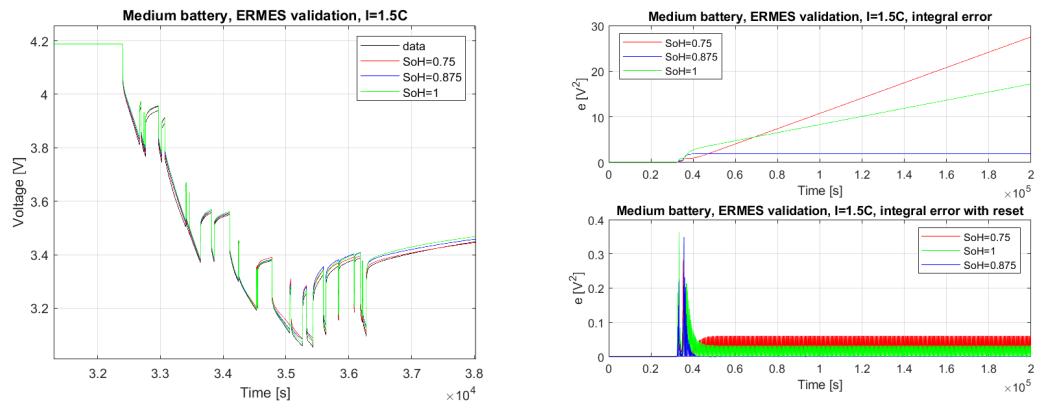 Medium battery, ERMES validation, I=1.5C
4.2
4
3.8
3.6
3.4
3.2
Voltage [V]
data
SoH=0.75
SoH=0.875
SoH=1
3.2 3.3 3.4 3.5 3.6 3.7 3.8
Time [s]
×10^4
Medium battery, ERMES validation, I=1.5C, integral error
30
20
10
0
e [V^2]
SoH=0.75
SoH=0.875
SoH=1
0 0.2 0.4 0.6 0.8 1 1.2 1.4 1.6 1.8 2
Time [s]
×10^5
Medium battery, ERMES validation, I=1.5C, integral error with reset
0.4
0.3
0.2
0.1
0
e [V^2]
SoH=0.75
SoH=1
SoH=0.875
0 0.2 0.4 0.6 0.8 1 1.2 1.4 1.6 1.8 2
Time [s]
×10^5